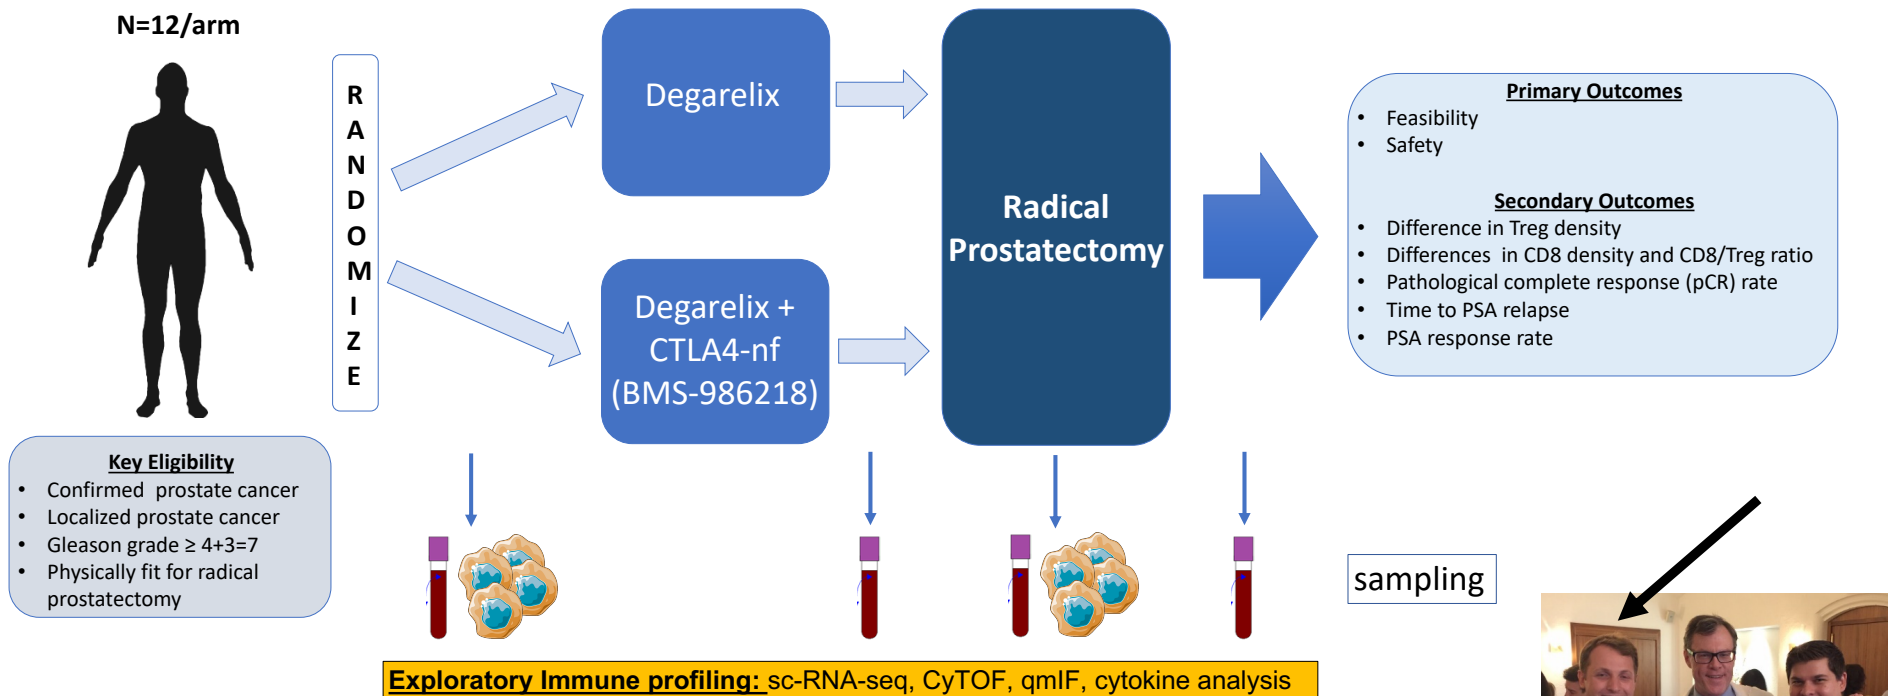 N=12/arm
RANDOMIZE
Degarelix
Degarelix +
CTLA4-nf
(BMS-986218)
Radical
Prostatectomy
Primary Outcomes
• Feasibility
• Safety
Secondary Outcomes
• Difference in Treg density
• Differences in CD8 density and CD8/Treg ratio
• Pathological complete response (pCR) rate
• Time to PSA relapse
• PSA response rate
Key Eligibility
• Confirmed prostate cancer
• Localized prostate cancer
• Gleason grade ≥ 4+3=7
• Physically fit for radical
prostatectomy
sampling
Exploratory Immune profiling: sc-RNA-seq, CyTOF, qmIF, cytokine analysis